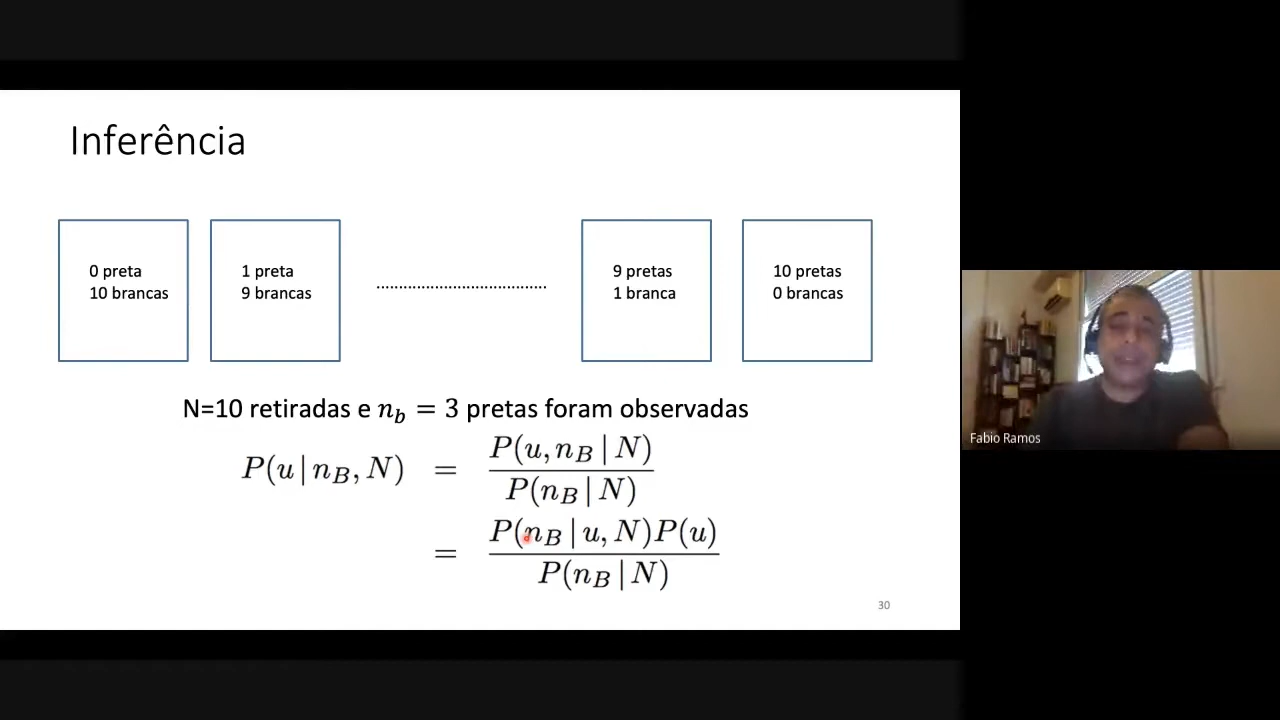 Inferência
0 preta
10 brancas
1 preta
9 brancas
9 pretas
1 branca
10 pretas
0 brancas
N=10 retiradas e n_b = 3 pretas foram observadas
P(u | n_B, N) = P(u, n_B | N) / P(n_B | N)
= P(n_B | u, N)P(u) / P(n_B | N)
30
Fabio Ramos